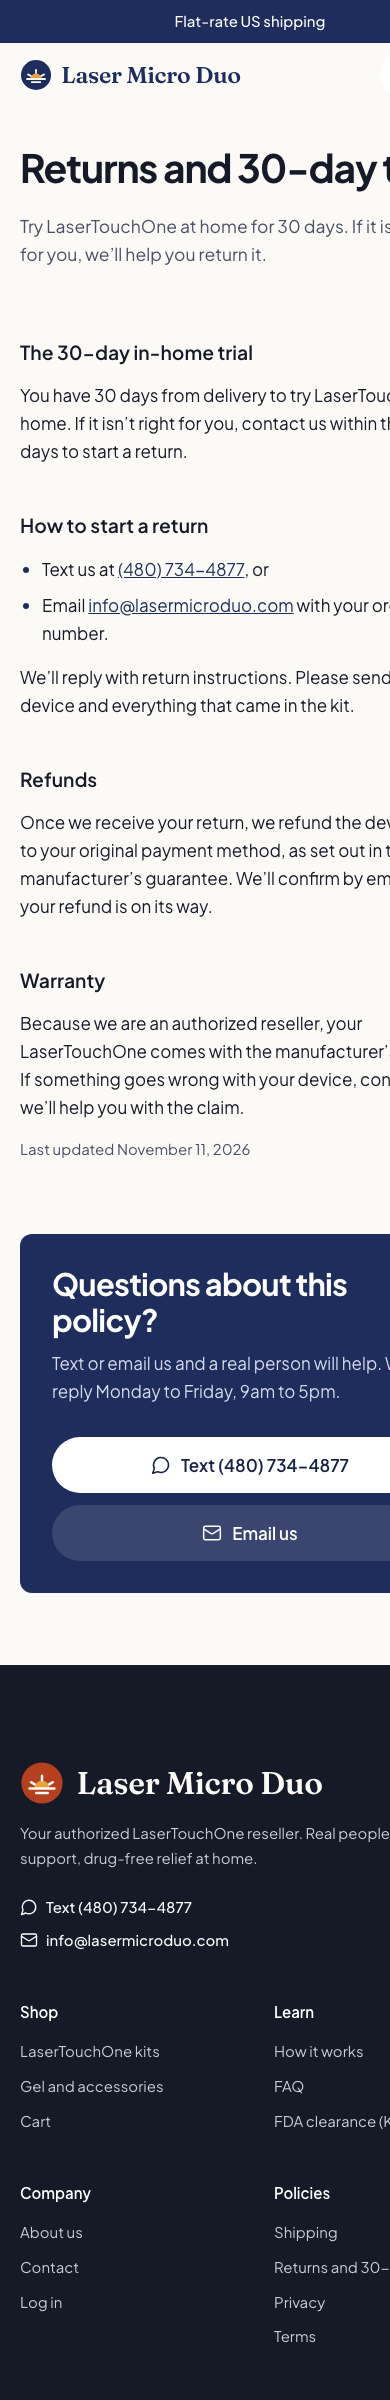 Flat-rate US shipping
Laser Micro Duo
Returns and 30-day
Try LaserTouchOne at home for 30 days. If it is
for you, we’ll help you return it.
The 30-day in-home trial
You have 30 days from delivery to try
home. If it isn’t right for you, contact us within
days to start a return.
How to start a return
Text us at (480) 734-4877, or
Email info@lasermicroduo.com with your
number.
We’ll reply with return instructions. Please send
device and everything that came in the kit.
Refunds
Once we receive your return, we refund the
to your original payment method, as set out in
manufacturer’s guarantee. We’ll confirm by
your refund is on its way.
Warranty
Because we are an authorized reseller, your
LaserTouchOne comes with the manufacturer’
If something goes wrong with your device,
we’ll help you with the claim.
Last updated November 11, 2026
Questions about this
policy?
Text or email us and a real person will help.
reply Monday to Friday, 9am to 5pm.
Text (480) 734-4877
Email us
Laser Micro Duo
Your authorized LaserTouchOne reseller. Real people
support, drug-free relief at home.
Text (480) 734-4877
info@lasermicroduo.com
Shop
Learn
LaserTouchOne kits
How it works
Gel and accessories
FAQ
Cart
FDA clearance
Company
Policies
About us
Shipping
Contact
Returns and 30-
Log in
Privacy
Terms